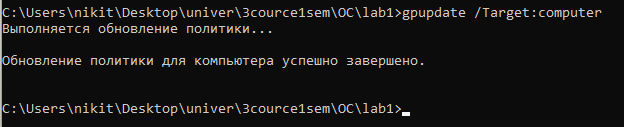 C:\Users\nikit\Desktop\univer\3cource1sem\OC\lab1>gpupdate /Target:computer
Выполняется обновление политики...
Обновление политики для компьютера успешно завершено.
C:\Users\nikit\Desktop\univer\3cource1sem\OC\lab1>